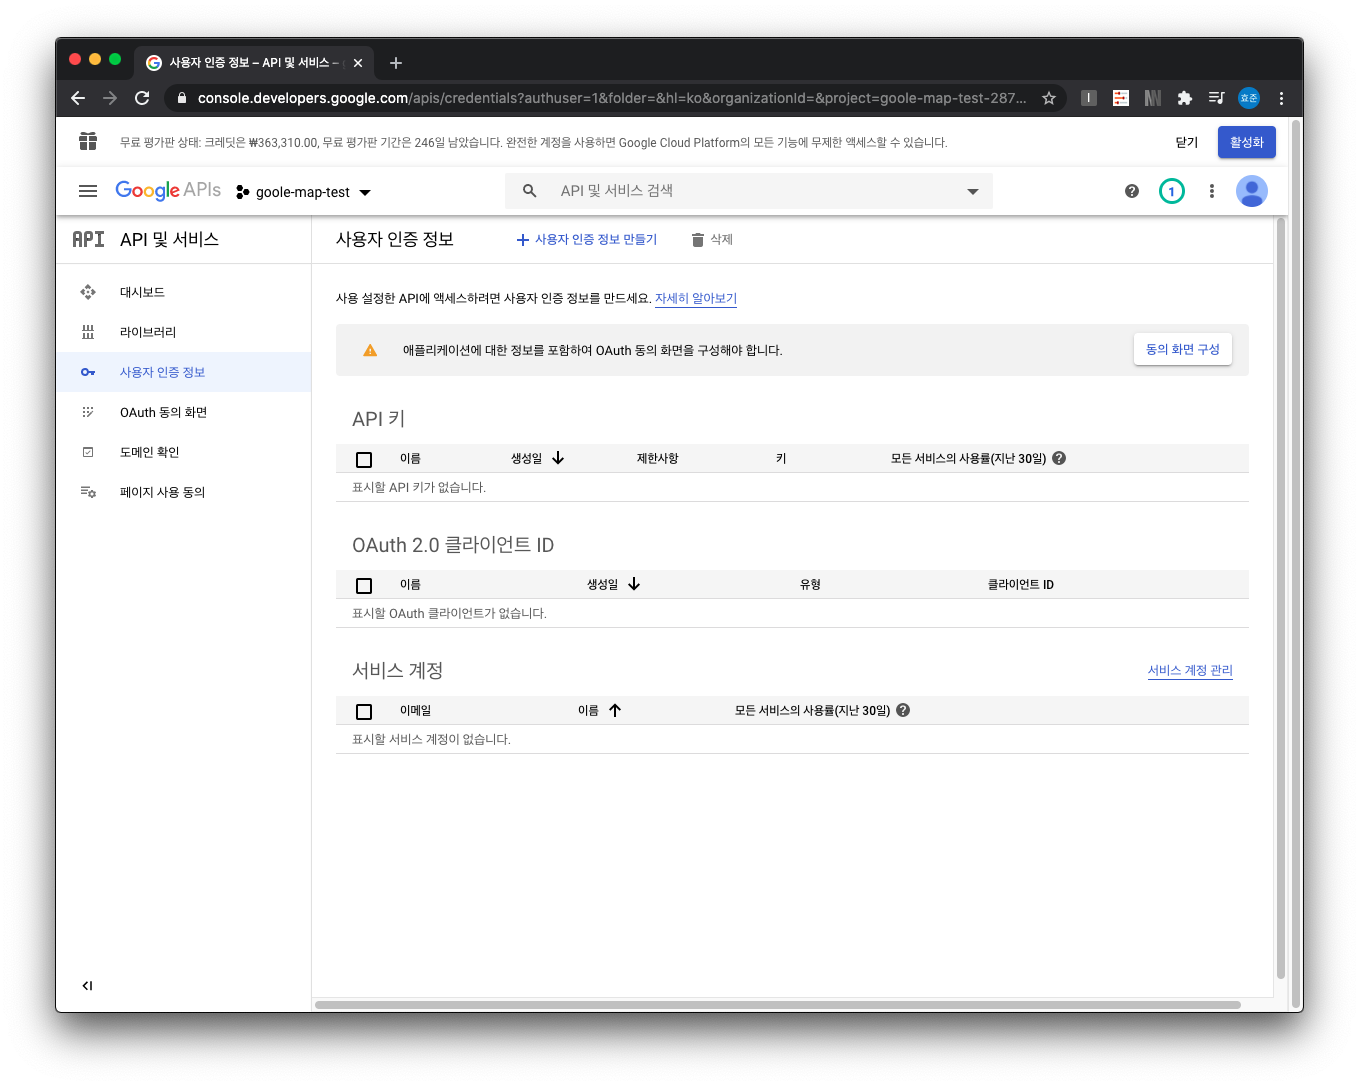 사용자 인증 정보 – API 및 서비스 –
console.developers.google.com/apis/credentials?authuser=1&folder=&hl=ko&organizationId=&project=goole-map-test-287...
효준
무료 평가판 상태: 크레딧은 ₩363,310.00, 무료 평가판 기간은 246일 남았습니다. 완전한 계정을 사용하면 Google Cloud Platform의 모든 기능에 무제한 액세스할 수 있습니다.
닫기
활성화
Google APIs
goole-map-test
API 및 서비스 검색
1
API API 및 서비스
사용자 인증 정보
사용자 인증 정보 만들기
삭제
대시보드
라이브러리
사용자 인증 정보
OAuth 동의 화면
도메인 확인
페이지 사용 동의
사용 설정한 API에 액세스하려면 사용자 인증 정보를 만드세요. 자세히 알아보기
애플리케이션에 대한 정보를 포함하여 OAuth 동의 화면을 구성해야 합니다.
동의 화면 구성
API 키
이름 생성일 제한사항 키 모든 서비스의 사용률(지난 30일)
표시할 API 키가 없습니다.
OAuth 2.0 클라이언트 ID
이름 생성일 유형 클라이언트 ID
표시할 OAuth 클라이언트가 없습니다.
서비스 계정
서비스 계정 관리
이메일 이름 모든 서비스의 사용률(지난 30일)
표시할 서비스 계정이 없습니다.